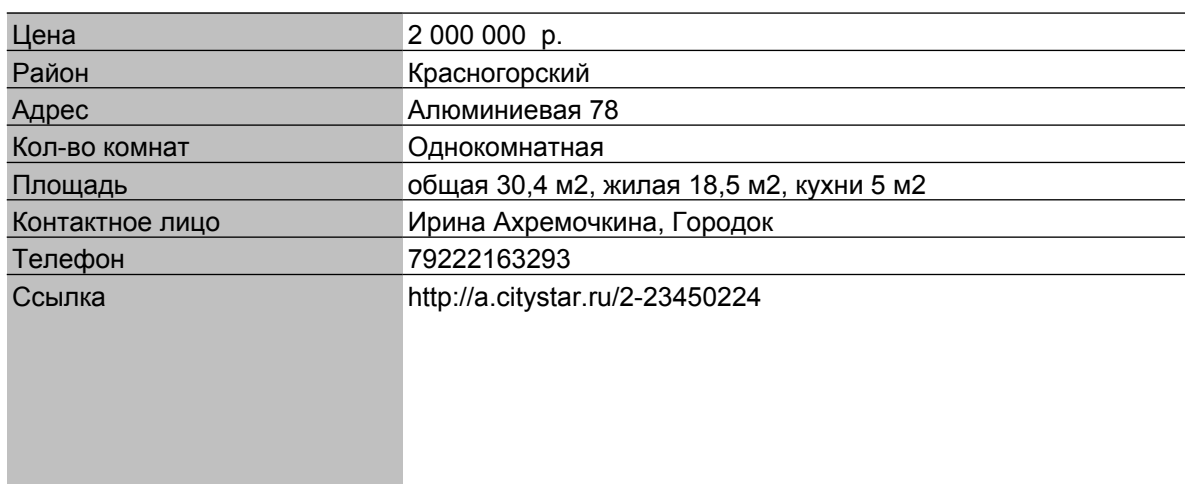 Цена 2 000 000 р.
Район Красногорский
Адрес Алюминиевая 78
Кол-во комнат Однокомнатная
Площадь общая 30,4 м2, жилая 18,5 м2, кухни 5 м2
Контактное лицо Ирина Ахремочкина, Городок
Телефон 79222163293
Ссылка http://a.citystar.ru/2-23450224